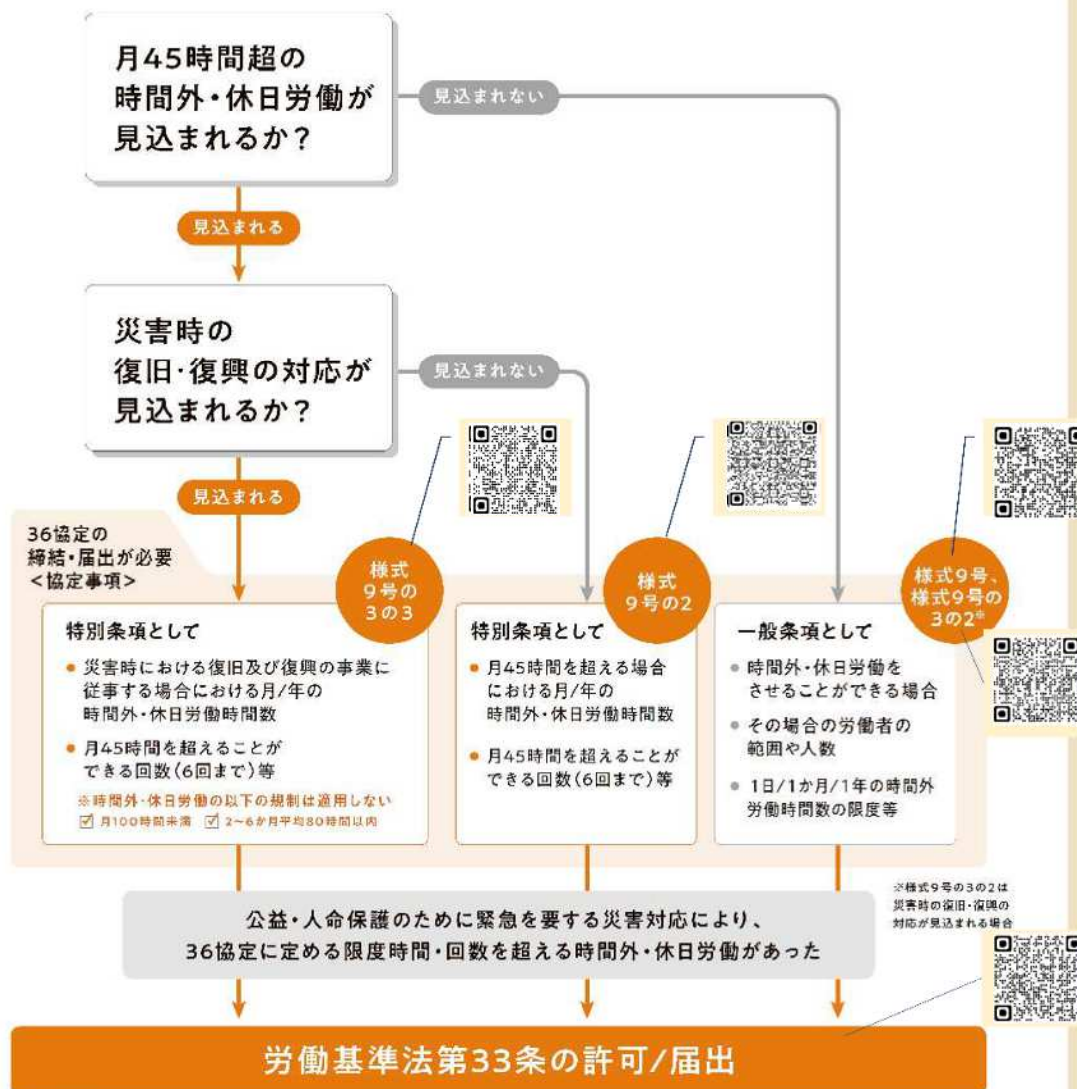 月45時間超の
時間外・休日労働が
見込まれるか？
見込まれない
見込まれる
災害時の
復旧・復興の対応が
見込まれるか？
見込まれない
見込まれる
36協定の
締結・届出が必要
＜協定事項＞
様式
9号の
3の3
特別条項として
● 災害時における復旧及び復興の事業に
従事する場合における月/年の
時間外・休日労働時間数
● 月45時間を超えることが
できる回数(6回まで)等
※時間外・休日労働の以下の規制は適用しない
☑ 月100時間未満 ☑ 2〜6か月平均80時間以内
様式
9号の2
特別条項として
● 月45時間を超える場合
における月/年の
時間外・休日労働時間数
● 月45時間を超えることが
できる回数(6回まで)等
様式9号、
様式9号の
3の2※
一般条項として
● 時間外・休日労働を
させることができる場合
● その場合の労働者の
範囲や人数
● 1日/1か月/1年の時間外
労働時間数の限度等
※様式9号の3の2は
災害時の復旧・復興の
対応が見込まれる場合
公益・人命保護のために緊急を要する災害対応により、
36協定に定める限度時間・回数を超える時間外・休日労働があった
労働基準法第33条の許可/届出